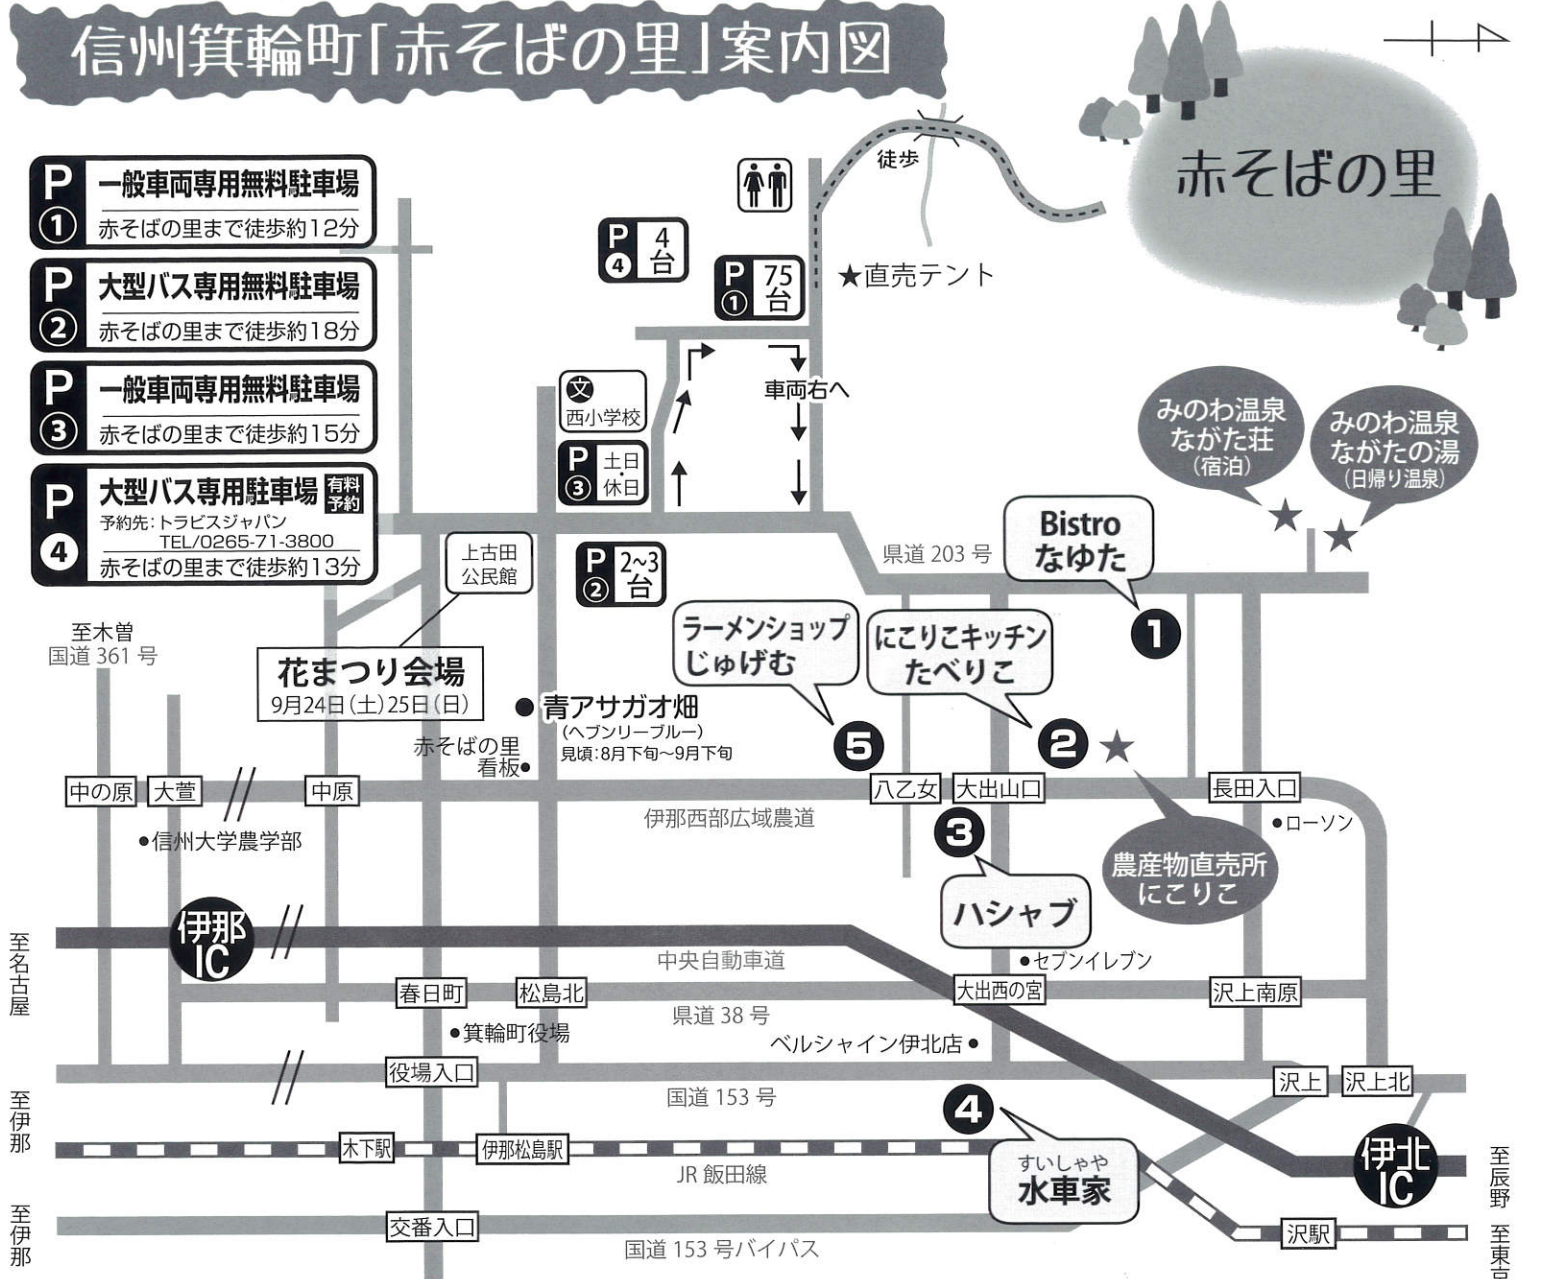 信州箕輪町「赤そばの里」案内図
赤そばの里
P
①
一般車両専用無料駐車場
赤そばの里まで徒歩約12分
P
②
大型バス専用無料駐車場
赤そばの里まで徒歩約18分
P
③
一般車両専用無料駐車場
赤そばの里まで徒歩約15分
P
④
大型バス専用駐車場
有料
予約
予約先:トラビスジャパン
TEL/0265-71-3800
赤そばの里まで徒歩約13分
徒歩
P
④
4
台
P
①
75
台
★直売テント
車両右へ
文
西小学校
P
③
土日
・
休日
P
②
2~3
台
上古田
公民館
県道 203 号
みのわ温泉
ながた荘
(宿泊)
みのわ温泉
ながたの湯
(日帰り温泉)
Bistro
なゆた
1
ラーメンショップ
じゅげむ
5
にこりこキッチン
たべりこ
2
至木曽
国道 361 号
花まつり会場
9月24日(土)25日(日)
●青アサガオ畑
(ヘブンリーブルー)
見頃:8月下旬〜9月下旬
赤そばの里
看板●
中の原
大萱
中原
八乙女
大出山口
長田入口
伊那西部広域農道
●信州大学農学部
●ローソン
3
ハシャブ
農産物直売所
にこりこ
至名古屋
伊那
IC
中央自動車道
●セブンイレブン
春日町
松島北
大出西の宮
沢上南原
県道 38 号
●箕輪町役場
ベルシャイン伊北店●
役場入口
沢上
沢上北
国道 153 号
至伊那
4
すいしゃや
水車家
木下駅
伊那松島駅
JR 飯田線
伊北
IC
至辰野
至伊那
交番入口
国道 153 号バイパス
沢駅
至東京